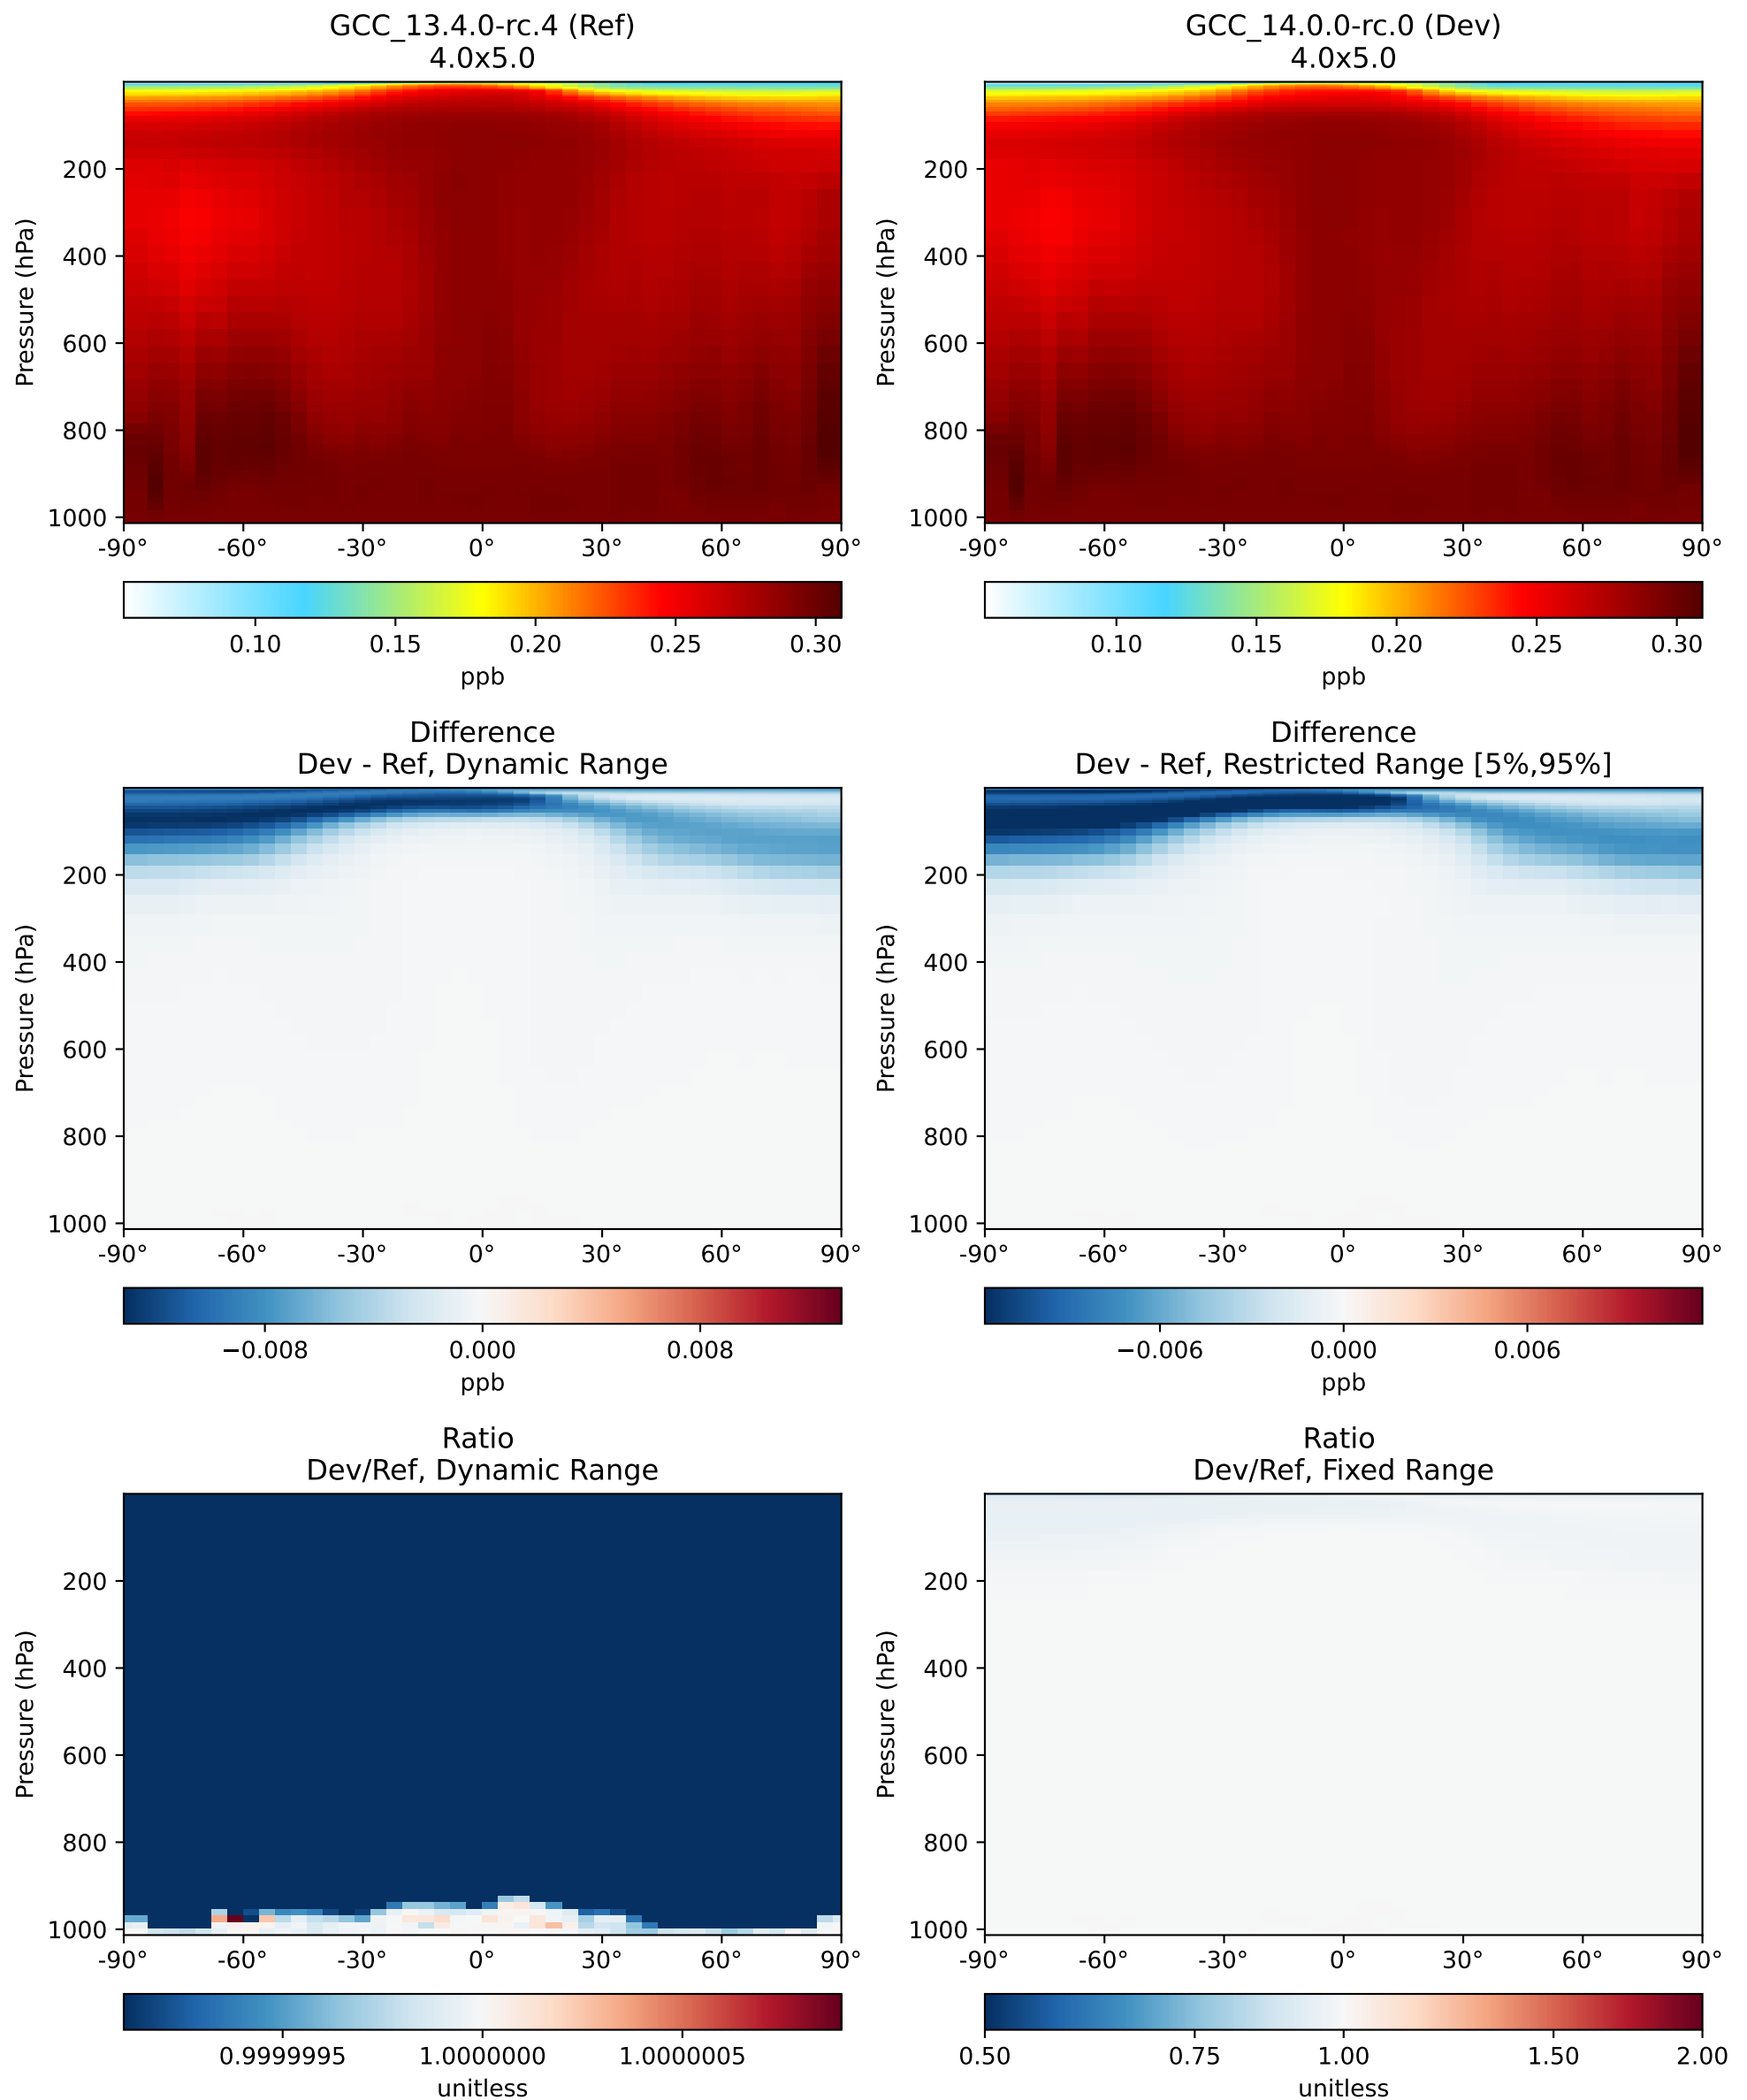 GCC_13.4.0-rc.4 (Ref)
4.0x5.0
Pressure (hPa)
200
400
600
800
1000
-90° -60° -30° 0° 30° 60° 90°
0.10 0.15 0.20 0.25 0.30
ppb
GCC_14.0.0-rc.0 (Dev)
4.0x5.0
Pressure (hPa)
200
400
600
800
1000
-90° -60° -30° 0° 30° 60° 90°
0.10 0.15 0.20 0.25 0.30
ppb
Difference
Dev - Ref, Dynamic Range
Pressure (hPa)
200
400
600
800
1000
-90° -60° -30° 0° 30° 60° 90°
−0.008 0.000 0.008
ppb
Difference
Dev - Ref, Restricted Range [5%,95%]
Pressure (hPa)
200
400
600
800
1000
-90° -60° -30° 0° 30° 60° 90°
−0.006 0.000 0.006
ppb
Ratio
Dev/Ref, Dynamic Range
Pressure (hPa)
200
400
600
800
1000
-90° -60° -30° 0° 30° 60° 90°
0.9999995 1.0000000 1.0000005
unitless
Ratio
Dev/Ref, Fixed Range
Pressure (hPa)
200
400
600
800
1000
-90° -60° -30° 0° 30° 60° 90°
0.50 0.75 1.00 1.50 2.00
unitless